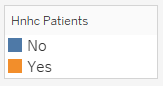 Hnhc Patients
No
Yes